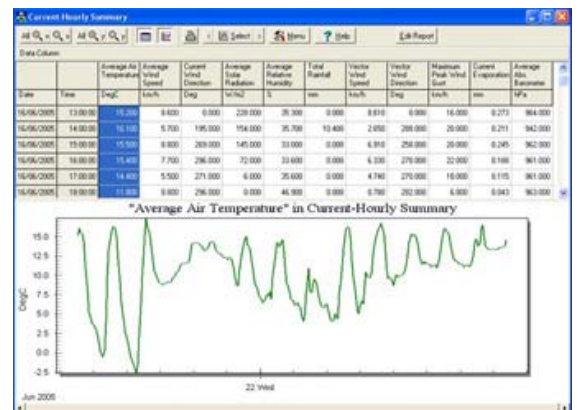 Current Hourly Summary
All x x All y y Select Menu Help Edit Report
Data Column
Average Air Temperature Average Wind Speed Current Wind Direction Average Solar Radiation Average Relative Humidity Total Rainfall Vector Wind Speed Vector Wind Direction Maximum Peak Wind Gust Current Evaporation Average Abs. Barometer
Date Time DegC km/h Deg W/m2 % mm km/h Deg km/h mm hPa
16/06/2005 13:00:00 15.200 8.600 0.000 228.000 35.300 0.000 8.610 0.000 16.000 0.273 964.000
16/06/2005 14:00:00 16.100 5.700 195.000 154.000 35.700 10.400 2.650 288.000 20.000 0.211 942.000
16/06/2005 15:00:00 15.500 8.800 269.000 145.000 33.000 0.000 6.910 256.000 20.000 0.245 962.000
16/06/2005 16:00:00 15.400 7.700 296.000 72.000 33.600 0.000 6.330 270.000 22.000 0.168 961.000
16/06/2005 17:00:00 14.400 5.500 271.000 6.000 35.600 0.000 4.740 270.000 18.000 0.115 961.000
16/06/2005 18:00:00 11.800 0.800 296.000 0.000 46.900 0.000 0.780 282.000 6.000 0.043 963.000
"Average Air Temperature" in Current-Hourly Summary
15.0
12.5
10.0
DegC
7.5
5.0
2.5
0.0
-2.5
22 Wed
Jun 2005